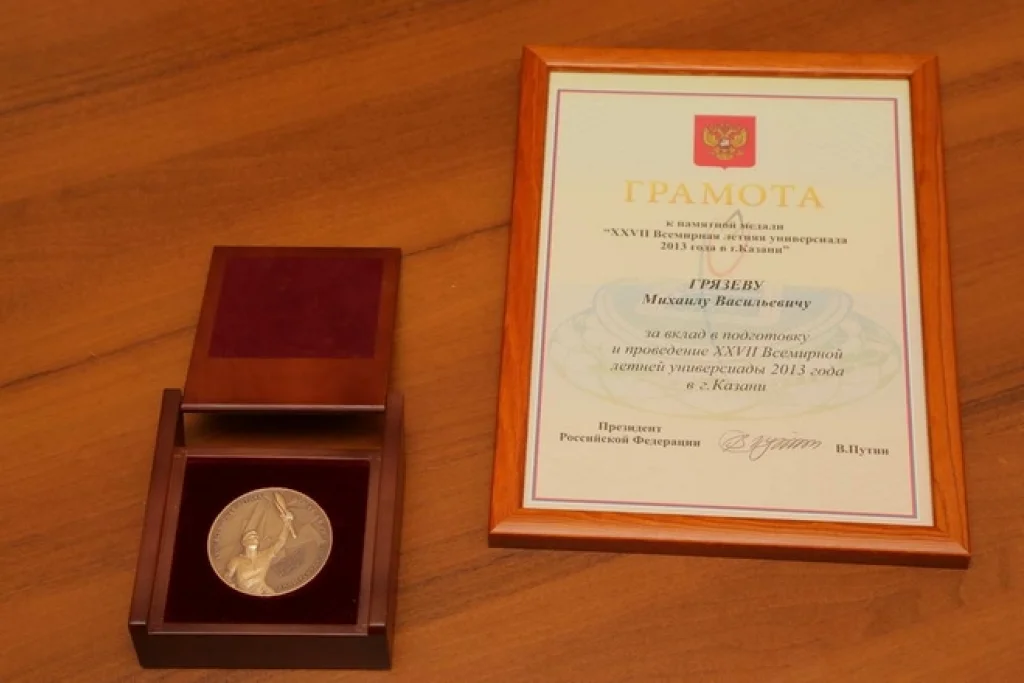 ГРАМОТА
к памятной медали
"XXVII Всемирная летняя универсиада
2013 года в г.Казани"
ГРЯЗЕВУ
Михаилу Васильевичу
за вклад в подготовку
и проведение XXVII Всемирной
летней универсиады 2013 года
в г.Казани
Президент
Российской Федерации
В.Путин